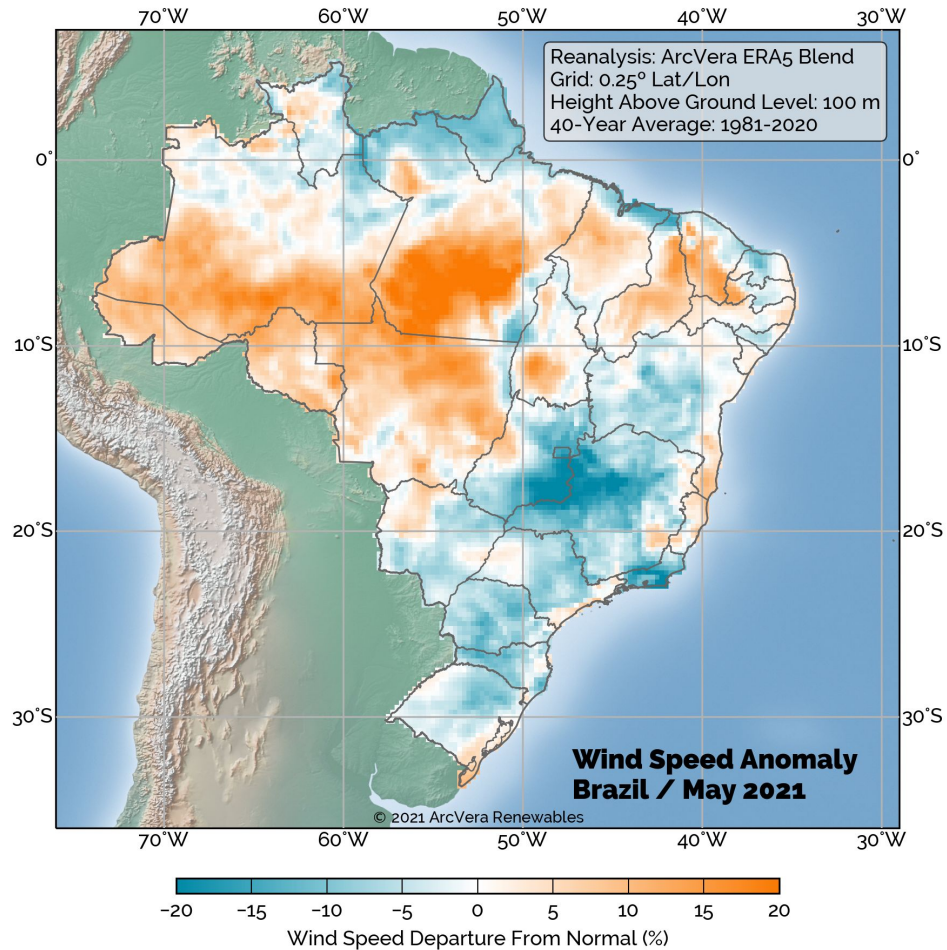 70°W 60°W 50°W 40°W 30°W
Reanalysis: ArcVera ERA5 Blend
Grid: 0.25º Lat/Lon
Height Above Ground Level: 100 m
40-Year Average: 1981-2020
0° 0°
10°S 10°S
20°S 20°S
30°S 30°S
Wind Speed Anomaly
Brazil / May 2021
© 2021 ArcVera Renewables
70°W 60°W 50°W 40°W 30°W
−20 −15 −10 −5 0 5 10 15 20
Wind Speed Departure From Normal (%)